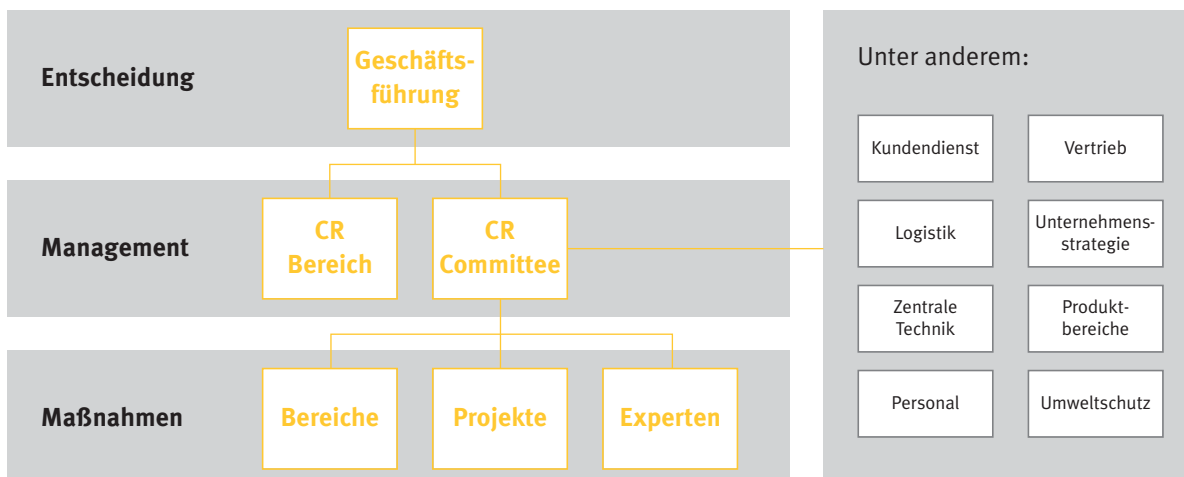 Entscheidung
Geschäfts-
führung
Management
CR
Bereich
CR
Committee
Maßnahmen
Bereiche
Projekte
Experten
Unter anderem:
Kundendienst
Vertrieb
Logistik
Unternehmens-
strategie
Zentrale
Technik
Produkt-
bereiche
Personal
Umweltschutz